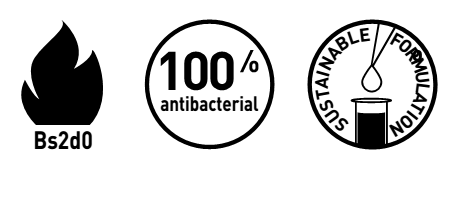 Bs2d0
100%
antibacterial
SUSTAINABLE FORMULATION